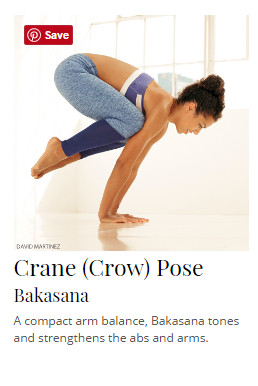 Save
DAVID MARTINEZ
Crane (Crow) Pose
Bakasana
A compact arm balance, Bakasana tones
and strengthens the abs and arms.